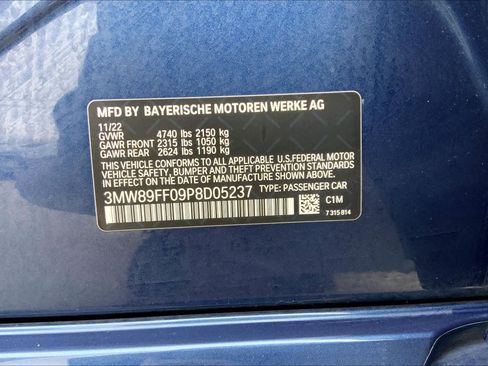 MFD BY BAYERISCHE MOTOREN WERKE AG
11/22
GVWR 4740 lbs 2150 kg
GAWR FRONT 2315 lbs 1050 kg
GAWR REAR 2624 lbs 1190 kg
THIS VEHICLE CONFORMS TO ALL APPLICABLE U.S.FEDERAL MOTOR
VEHICLE SAFETY, BUMPER, AND THEFT PREVENTION STANDARDS
IN EFFECT ON THE DATE OF MANUFACTURE SHOWN ABOVE.
3MW89FF09P8D05237 TYPE: PASSENGER CAR
C1M
7 315 814